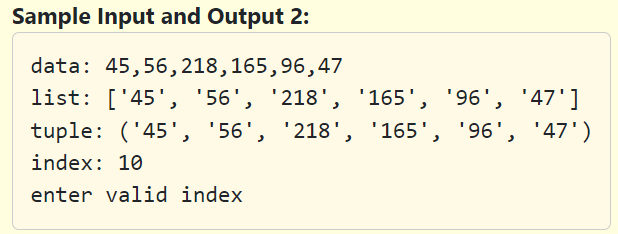 Sample Input and Output 2:
data: 45,56,218,165,96,47
list: ['45', '56', '218', '165', '96', '47']
tuple: ('45', '56', '218', '165', '96', '47')
index: 10
enter valid index